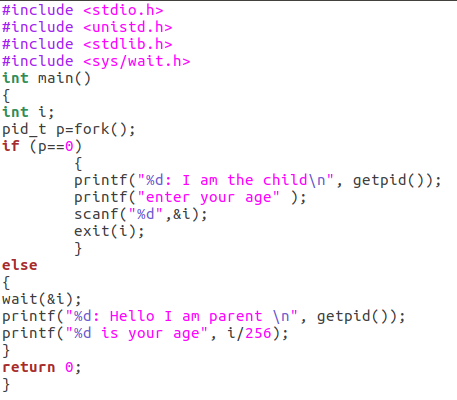 #include <stdio.h>
#include <unistd.h>
#include <stdlib.h>
#include <sys/wait.h>
int main()
{
int i;
pid_t p=fork();
if (p==0)
        {
        printf("%d: I am the child\n", getpid());
        printf("enter your age" );
        scanf("%d",&i);
        exit(i);
        }
else
{
wait(&i);
printf("%d: Hello I am parent \n", getpid());
printf("%d is your age", i/256);
}
return 0;
}